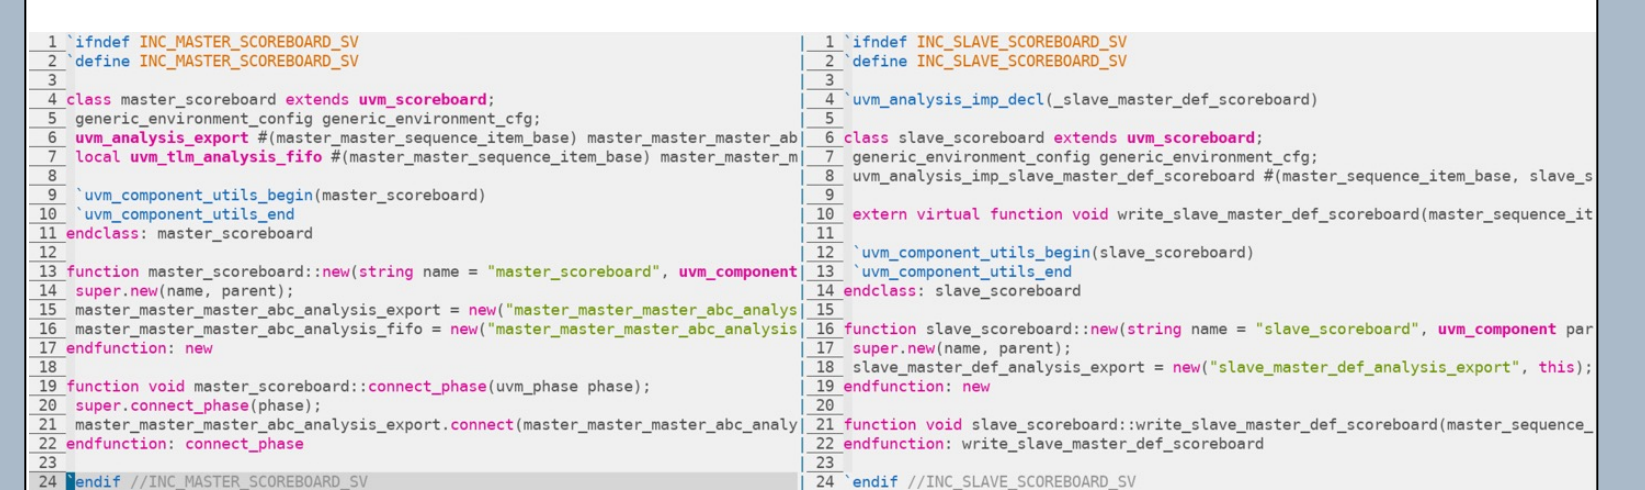 1 `ifndef INC_MASTER_SCOREBOARD_SV
2 `define INC_MASTER_SCOREBOARD_SV
3
4 class master_scoreboard extends uvm_scoreboard;
5 generic_environment_config generic_environment_cfg;
6 uvm_analysis_export #(master_master_sequence_item_base) master_master_master_ab
7 local uvm_tlm_analysis_fifo #(master_master_sequence_item_base) master_master_m
8
9 `uvm_component_utils_begin(master_scoreboard)
10 `uvm_component_utils_end
11 endclass: master_scoreboard
12
13 function master_scoreboard::new(string name = "master_scoreboard", uvm_component
14 super.new(name, parent);
15 master_master_master_abc_analysis_export = new("master_master_master_abc_analys
16 master_master_master_abc_analysis_fifo = new("master_master_master_abc_analysis
17 endfunction: new
18
19 function void master_scoreboard::connect_phase(uvm_phase phase);
20 super.connect_phase(phase);
21 master_master_master_abc_analysis_export.connect(master_master_master_abc_analy
22 endfunction: connect_phase
23
24 `endif //INC_MASTER_SCOREBOARD_SV
1 `ifndef INC_SLAVE_SCOREBOARD_SV
2 `define INC_SLAVE_SCOREBOARD_SV
3
4 `uvm_analysis_imp_decl(_slave_master_def_scoreboard)
5
6 class slave_scoreboard extends uvm_scoreboard;
7 generic_environment_config generic_environment_cfg;
8 uvm_analysis_imp_slave_master_def_scoreboard #(master_sequence_item_base, slave_s
9
10 extern virtual function void write_slave_master_def_scoreboard(master_sequence_it
11
12 `uvm_component_utils_begin(slave_scoreboard)
13 `uvm_component_utils_end
14 endclass: slave_scoreboard
15
16 function slave_scoreboard::new(string name = "slave_scoreboard", uvm_component par
17 super.new(name, parent);
18 slave_master_def_analysis_export = new("slave_master_def_analysis_export", this);
19 endfunction: new
20
21 function void slave_scoreboard::write_slave_master_def_scoreboard(master_sequence_
22 endfunction: write_slave_master_def_scoreboard
23
24 `endif //INC_SLAVE_SCOREBOARD_SV